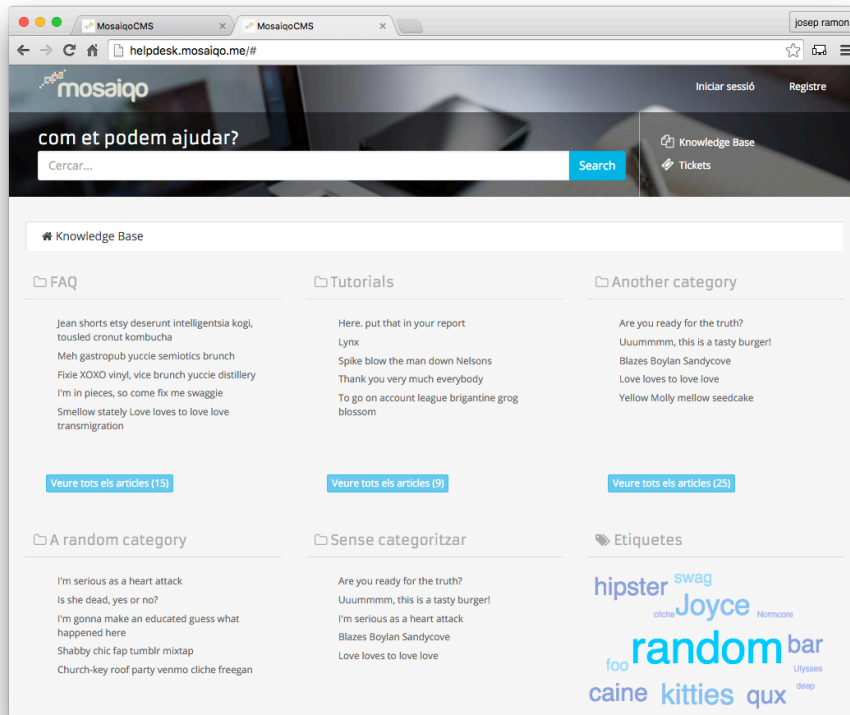 MosaiqoCMS
MosaiqoCMS
josep ramon
helpdesk.mosaiqo.me/#
mosaiqo
Iniciar sessió
Registre
com et podem ajudar?
Cercar...
Search
Knowledge Base
Tickets
Knowledge Base
FAQ
Jean shorts etsy deserunt intelligentsia kogi,
tousled cronut kombucha
Meh gastropub yuccie semiotics brunch
Fixie XOXO vinyl, vice brunch yuccie distillery
I'm in pieces, so come fix me swaggie
Smellow stately Love loves to love love
transmigration
Veure tots els articles (15)
Tutorials
Here. put that in your report
Lynx
Spike blow the man down Nelsons
Thank you very much everybody
To go on account league brigantine grog
blossom
Veure tots els articles (9)
Another category
Are you ready for the truth?
Uuummmm, this is a tasty burger!
Blazes Boylan Sandycove
Love loves to love love
Yellow Molly mellow seedcake
Veure tots els articles (25)
A random category
I'm serious as a heart attack
Is she dead, yes or no?
I'm gonna make an educated guess what
happened here
Shabby chic fap tumblr mixtap
Church-key roof party venmo cliche freegan
Sense categoritzar
Are you ready for the truth?
Uuummmm, this is a tasty burger!
I'm serious as a heart attack
Blazes Boylan Sandycove
Love loves to love love
Etiquetes
hipster
swag
cliche
Joyce
Normcore
foo
random
bar
Ulysses
caine
kitties
qux
deep